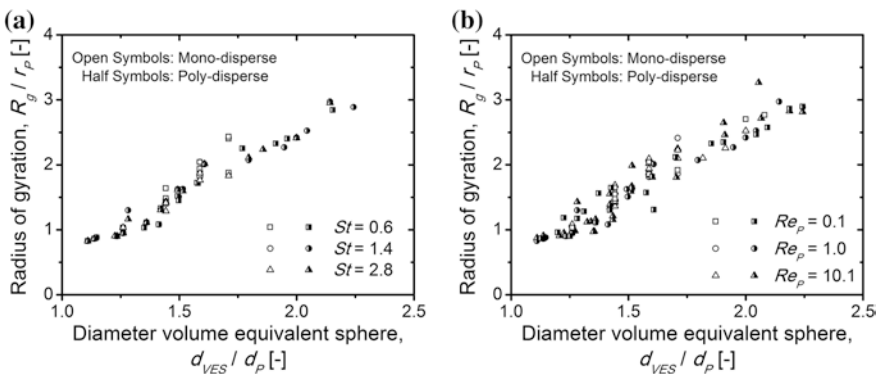 (a)
Radius of gyration, R_g / r_P [-]
4
3
2
1
0
Open Symbols: Mono-disperse
Half Symbols: Poly-disperse
St = 0.6
St = 1.4
St = 2.8
1.0 1.5 2.0 2.5
Diameter volume equivalent sphere,
d_VES / d_P [-]
(b)
Radius of gyration, R_g / r_P [-]
4
3
2
1
0
Open Symbols: Mono-disperse
Half Symbols: Poly-disperse
Re_P = 0.1
Re_P = 1.0
Re_P = 10.1
1.0 1.5 2.0 2.5
Diameter volume equivalent sphere,
d_VES / d_P [-]